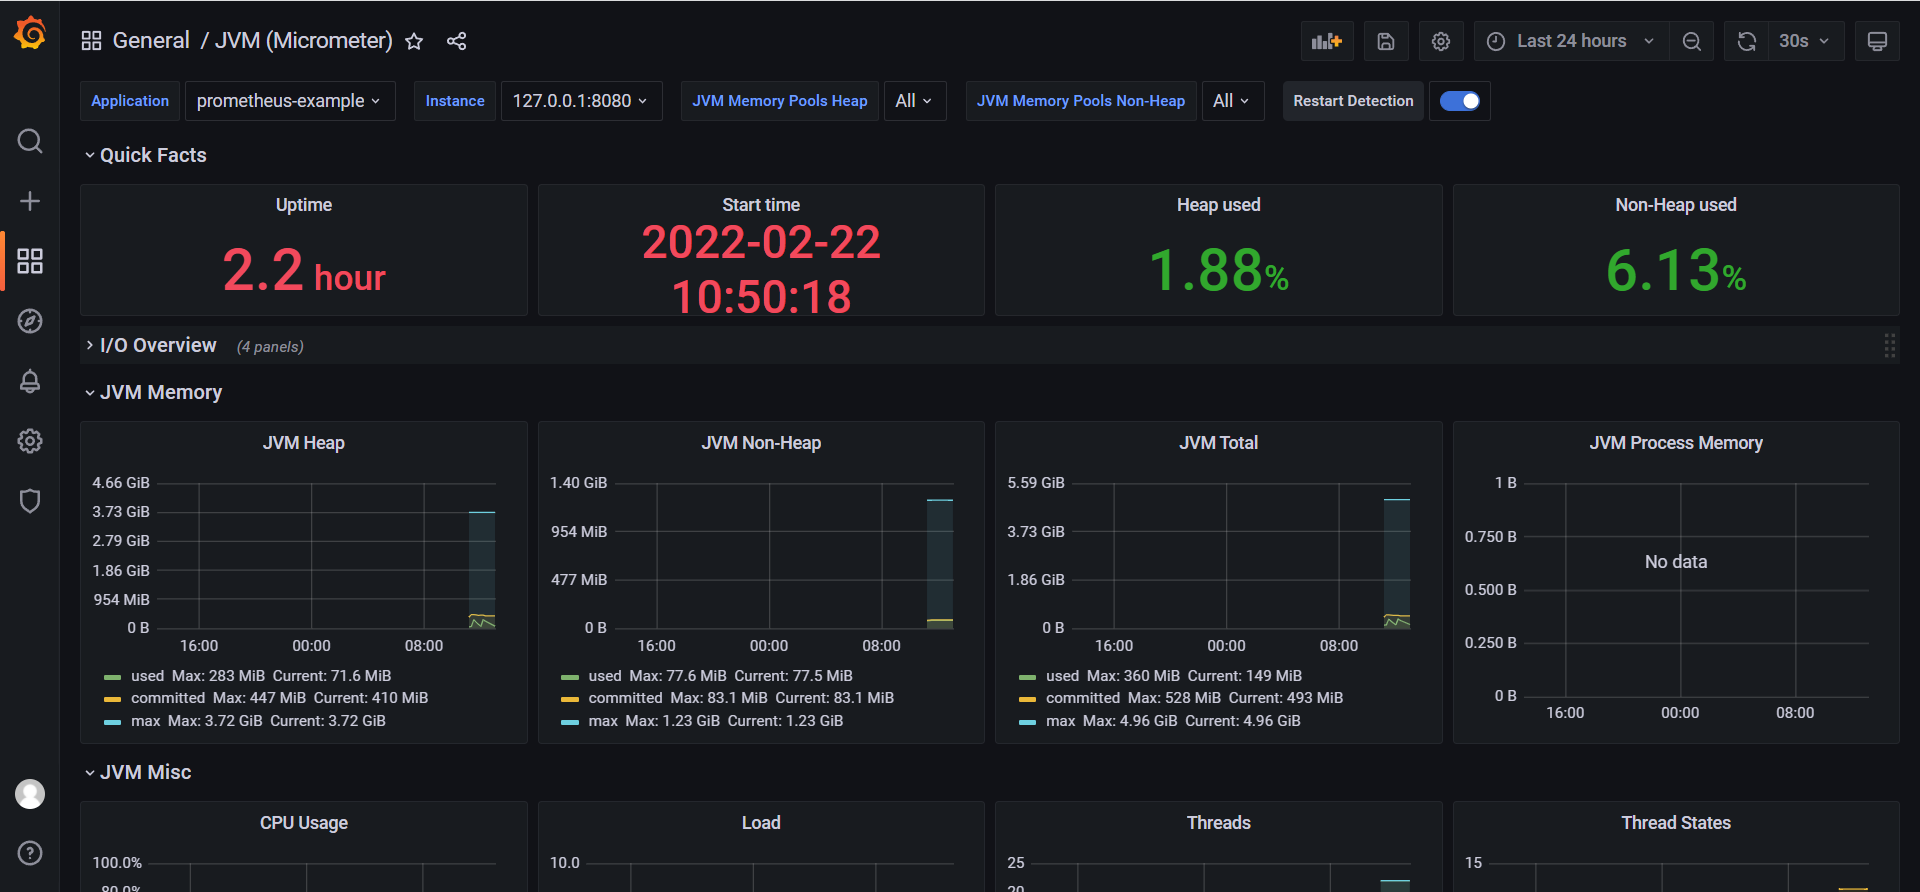 General / JVM (Micrometer)
Last 24 hours
30s
Application
prometheus-example
Instance
127.0.0.1:8080
JVM Memory Pools Heap
All
JVM Memory Pools Non-Heap
All
Restart Detection
Quick Facts
Uptime
2.2 hour
Start time
2022-02-22
10:50:18
Heap used
1.88%
Non-Heap used
6.13%
I/O Overview (4 panels)
JVM Memory
JVM Heap
4.66 GiB
3.73 GiB
2.79 GiB
1.86 GiB
954 MiB
0 B
16:00 00:00 08:00
used Max: 283 MiB Current: 71.6 MiB
committed Max: 447 MiB Current: 410 MiB
max Max: 3.72 GiB Current: 3.72 GiB
JVM Non-Heap
1.40 GiB
954 MiB
477 MiB
0 B
16:00 00:00 08:00
used Max: 77.6 MiB Current: 77.5 MiB
committed Max: 83.1 MiB Current: 83.1 MiB
max Max: 1.23 GiB Current: 1.23 GiB
JVM Total
5.59 GiB
3.73 GiB
1.86 GiB
0 B
16:00 00:00 08:00
used Max: 360 MiB Current: 149 MiB
committed Max: 528 MiB Current: 493 MiB
max Max: 4.96 GiB Current: 4.96 GiB
JVM Process Memory
1 B
0.750 B
No data
0.500 B
0.250 B
0 B
16:00 00:00 08:00
JVM Misc
CPU Usage
100.0%
80.0%
Load
10.0
Threads
25
20
Thread States
15